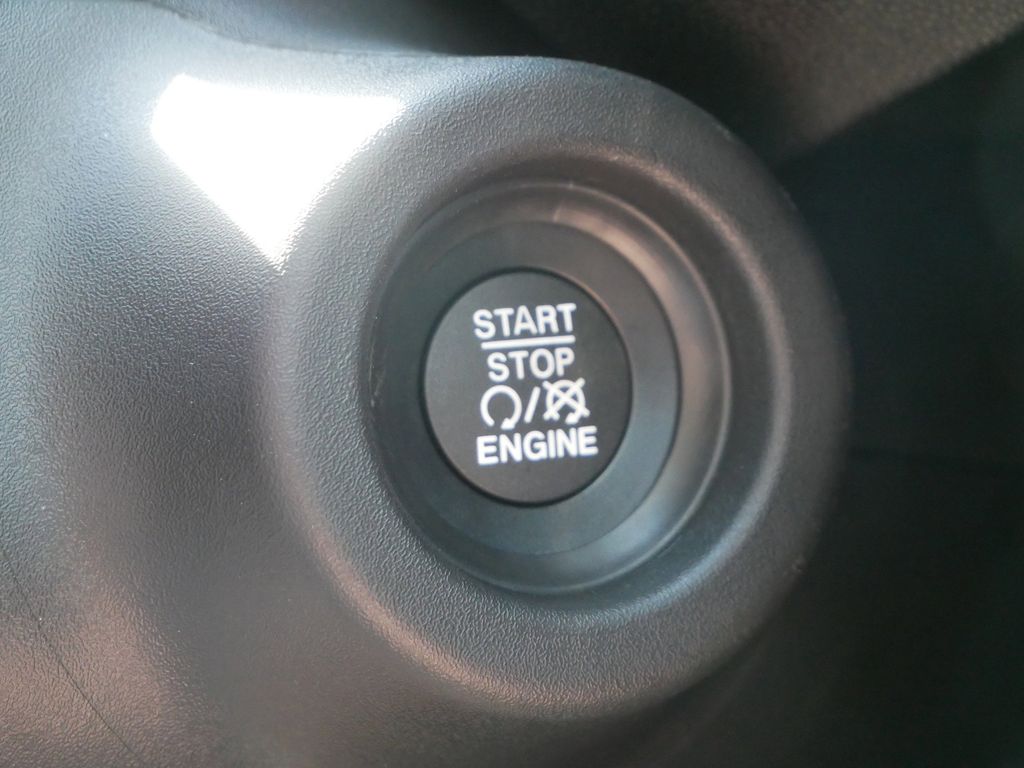 START
STOP
/
ENGINE